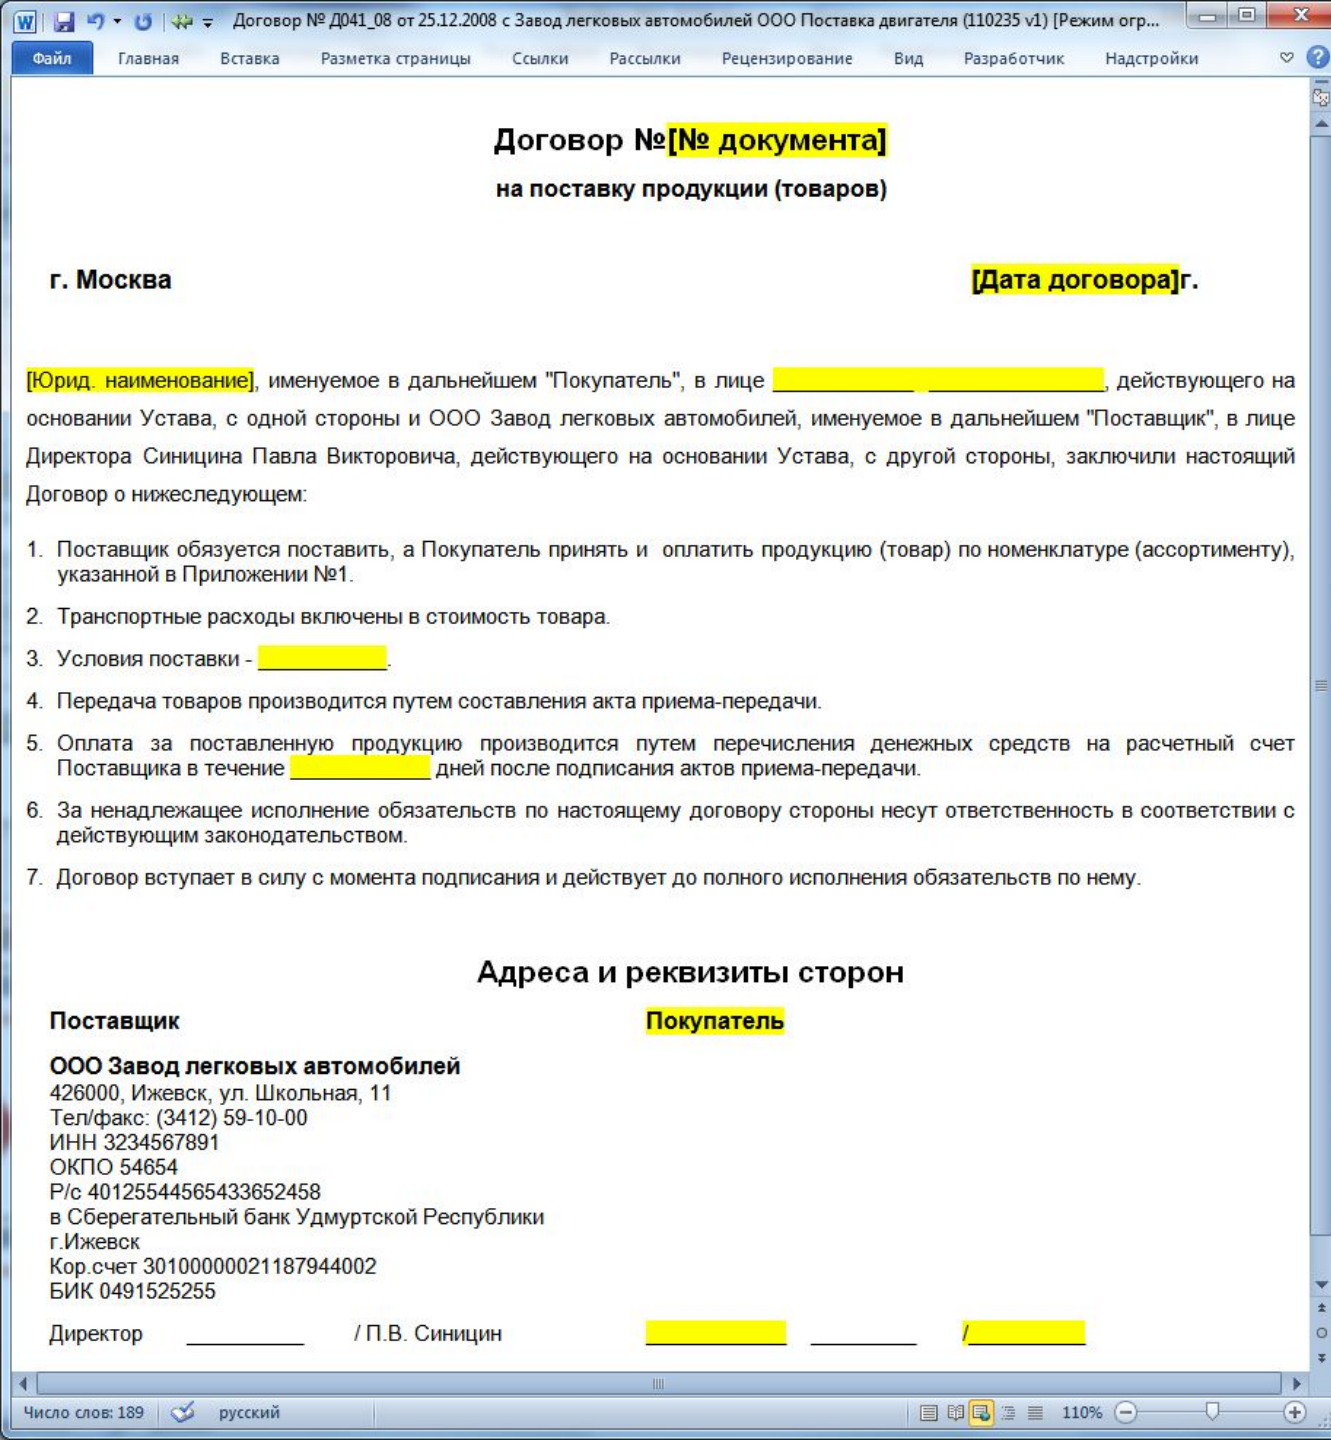 Договор № Д041_08 от 25.12.2008 с Завод легковых автомобилей ООО Поставка двигателя (110235 v1) [Режим огр...
Файл Главная Вставка Разметка страницы Ссылки Рассылки Рецензирование Вид Разработчик Надстройки
Договор №[№ документа]
на поставку продукции (товаров)
г. Москва [Дата договора]г.
[Юрид. наименование], именуемое в дальнейшем "Покупатель", в лице ____________ _______________, действующего на
основании Устава, с одной стороны и ООО Завод легковых автомобилей, именуемое в дальнейшем "Поставщик", в лице
Директора Синицина Павла Викторовича, действующего на основании Устава, с другой стороны, заключили настоящий
Договор о нижеследующем:
1. Поставщик обязуется поставить, а Покупатель принять и оплатить продукцию (товар) по номенклатуре (ассортименту),
указанной в Приложении №1.
2. Транспортные расходы включены в стоимость товара.
3. Условия поставки - ___________.
4. Передача товаров производится путем составления акта приема-передачи.
5. Оплата за поставленную продукцию производится путем перечисления денежных средств на расчетный счет
Поставщика в течение ____________ дней после подписания актов приема-передачи.
6. За ненадлежащее исполнение обязательств по настоящему договору стороны несут ответственность в соответствии с
действующим законодательством.
7. Договор вступает в силу с момента подписания и действует до полного исполнения обязательств по нему.
Адреса и реквизиты сторон
Поставщик Покупатель
ООО Завод легковых автомобилей
426000, Ижевск, ул. Школьная, 11
Тел/факс: (3412) 59-10-00
ИНН 3234567891
ОКПО 54654
Р/с 40125544565433652458
в Сберегательный банк Удмуртской Республики
г.Ижевск
Кор.счет 30100000021187944002
БИК 0491525255
Директор __________ / П.В. Синицин ____________ _________ /__________
Число слов: 189 русский 110%